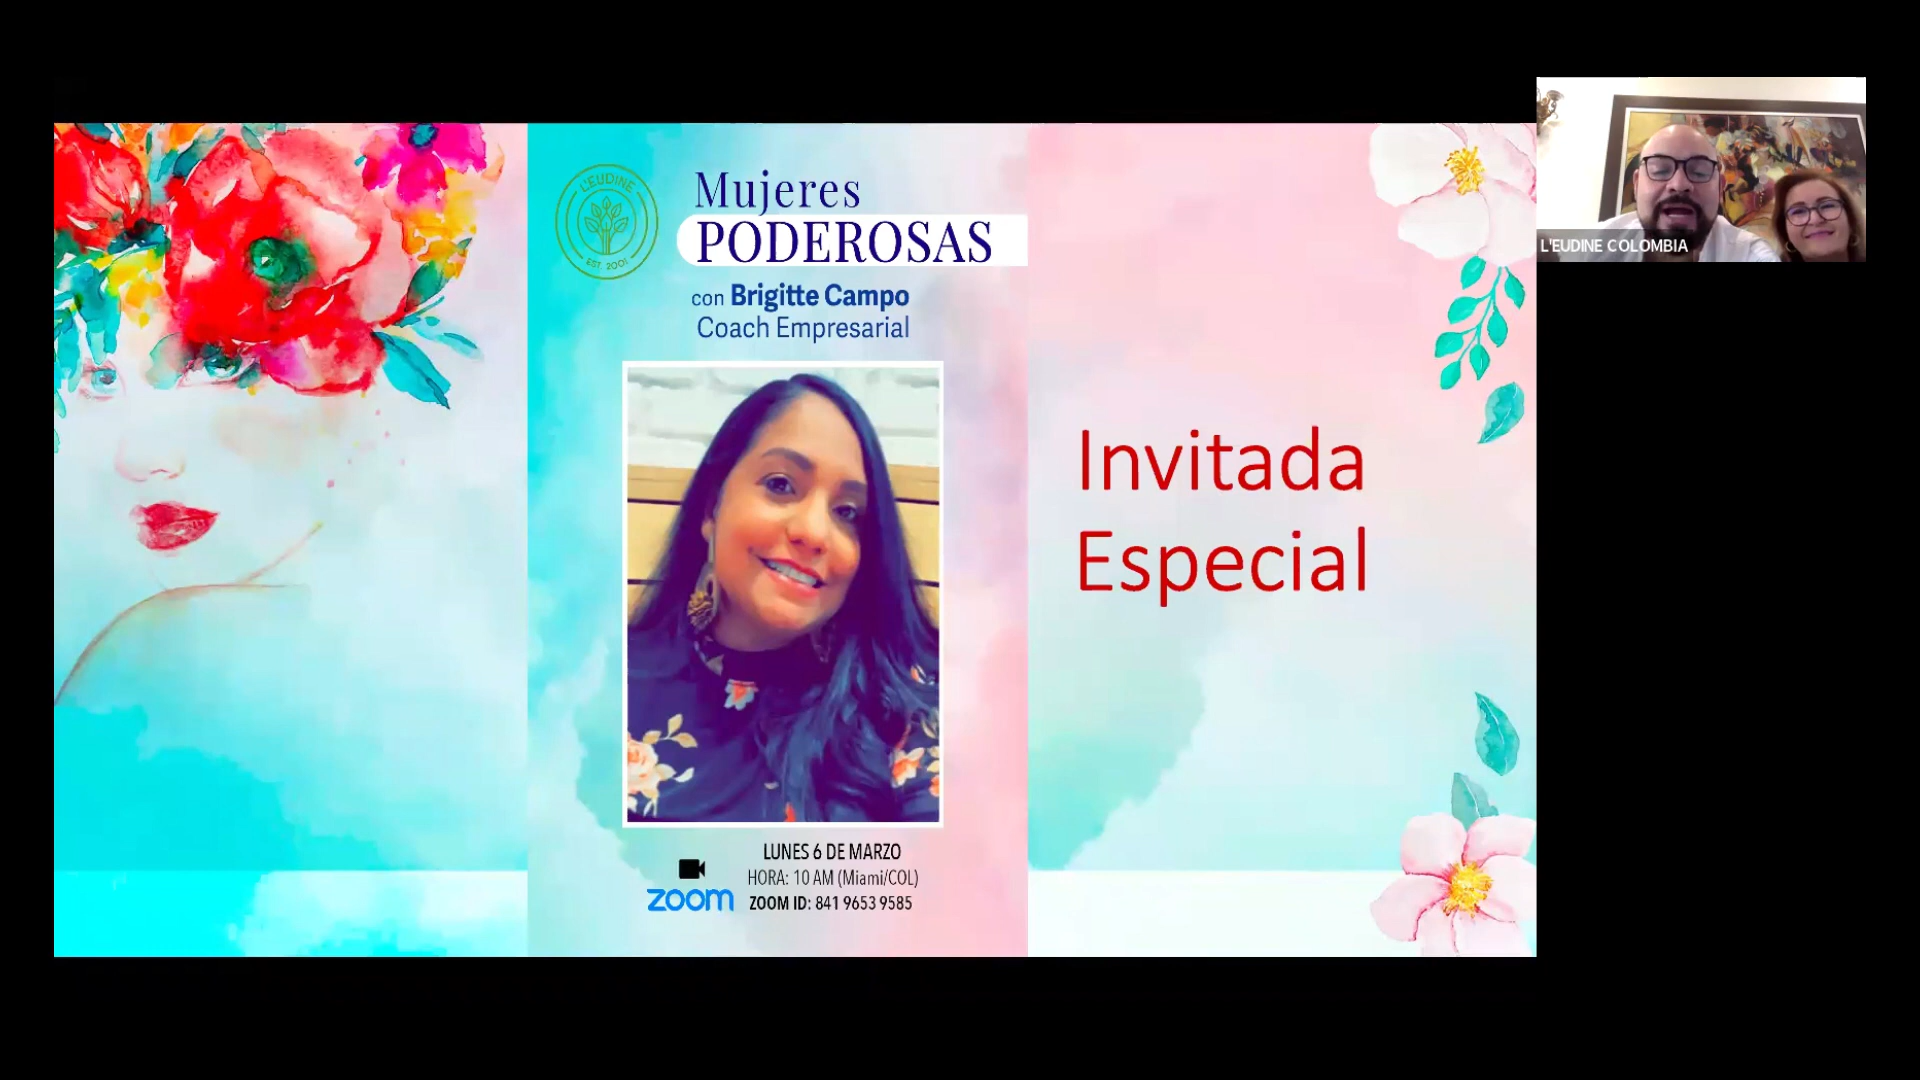 L'EUDINE
EST. 2001
Mujeres
PODEROSAS
con Brigitte Campo
Coach Empresarial
Invitada
Especial
LUNES 6 DE MARZO
HORA: 10 AM (Miami/COL)
zoom
ZOOM ID: 841 9653 9585
L'EUDINE COLOMBIA